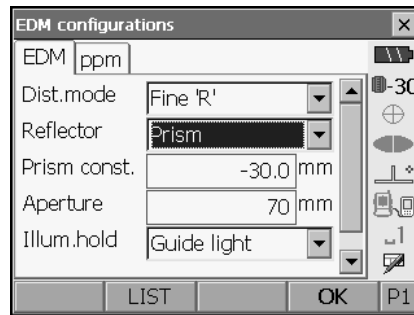 EDM configurations ×
EDM ppm
Dist.mode Fine 'R'
Reflector Prism
Prism const. -30.0 mm
Aperture 70 mm
Illum.hold Guide light
-30
1
LIST OK P1